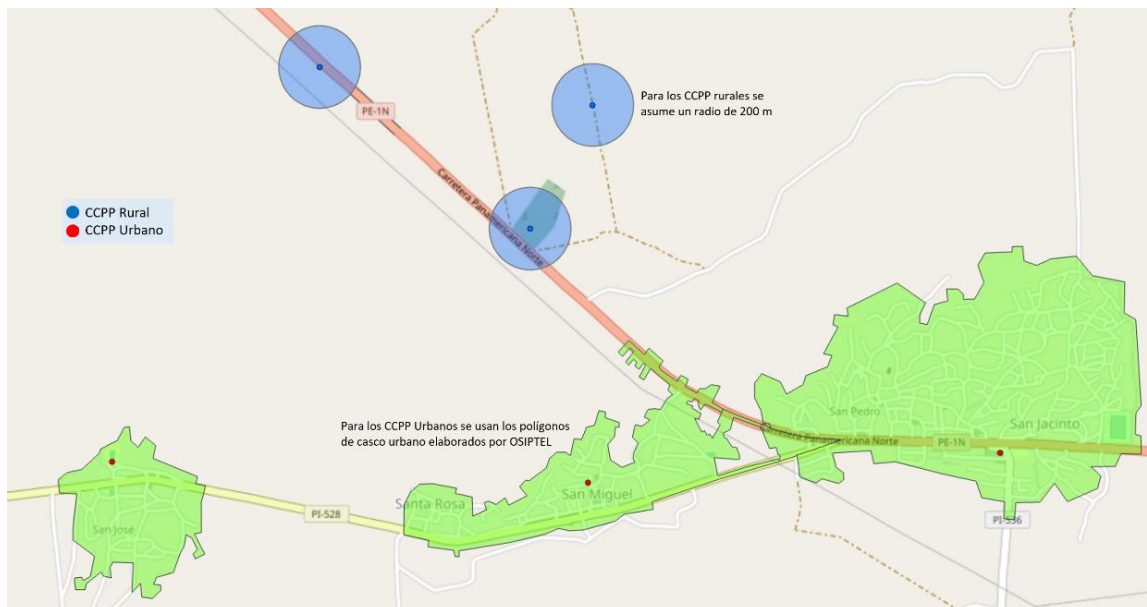 PE-1N
Para los CCPP rurales se
asume un radio de 200 m
Carretera Panamericana Norte
CCPP Rural
CCPP Urbano
San Pedro
San Jacinto
Para los CCPP Urbanos se usan los polígonos
de casco urbano elaborados por OSIPTEL
Carretera Panamericana Norte
PE-1N
San Miguel
Santa Rosa
PI-528
San José
PI-536